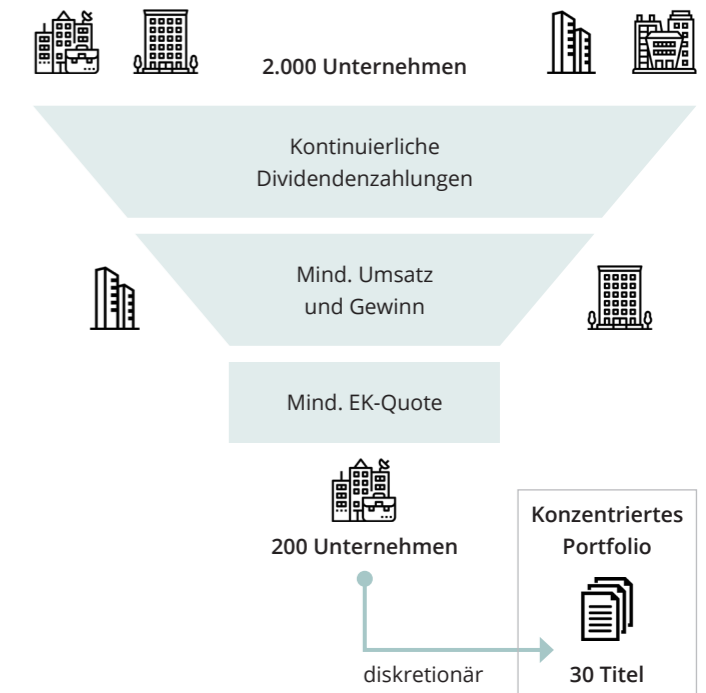 2.000 Unternehmen
Kontinuierliche
Dividendenzahlungen
Mind. Umsatz
und Gewinn
Mind. EK-Quote
200 Unternehmen
diskretionär
Konzentriertes
Portfolio
30 Titel